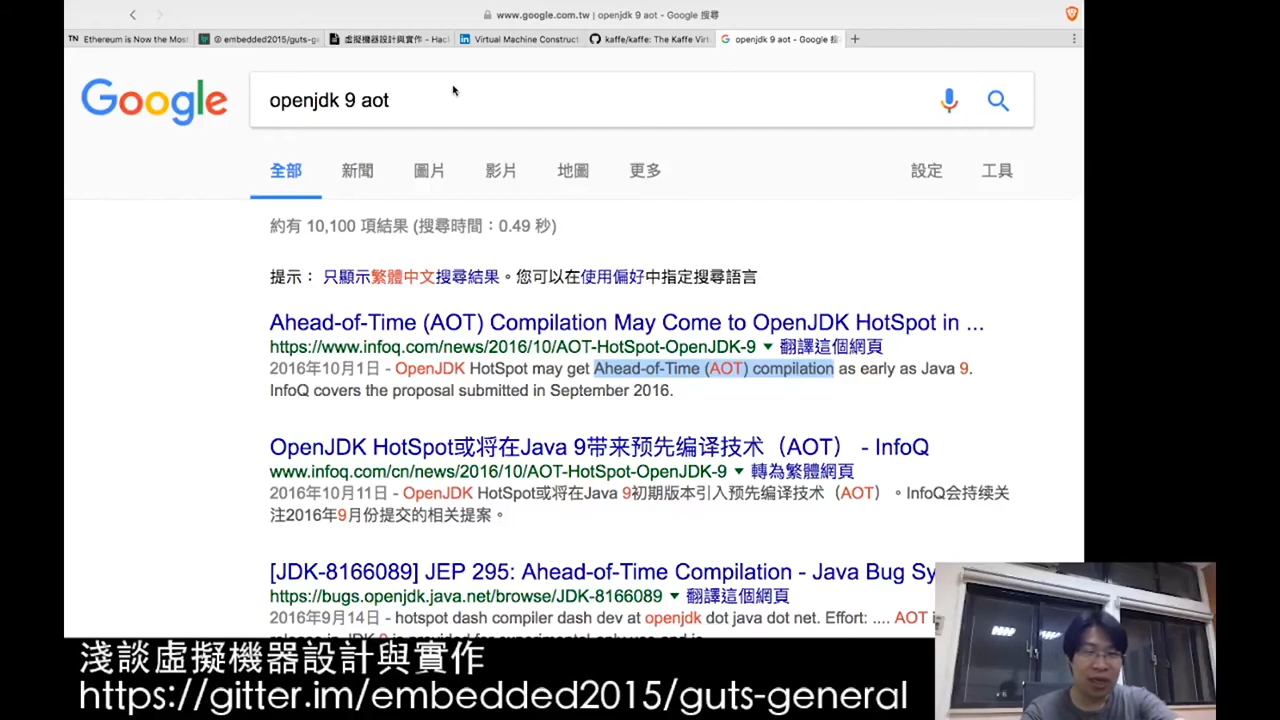 www.google.com.tw | openjdk 9 aot - Google 搜尋
TN Ethereum is Now the Most
embedded2015/guts-g
虛擬機器設計與實作 - Hac
Virtual Machine Construct
kaffe/kaffe: The Kaffe Virt
openjdk 9 aot - Google 搜
Google
openjdk 9 aot
全部 新聞 圖片 影片 地圖 更多 設定 工具
約有 10,100 項結果 (搜尋時間：0.49 秒)
提示： 只顯示繁體中文搜尋結果。您可以在使用偏好中指定搜尋語言
Ahead-of-Time (AOT) Compilation May Come to OpenJDK HotSpot in ...
https://www.infoq.com/news/2016/10/AOT-HotSpot-OpenJDK-9 翻譯這個網頁
2016年10月1日 - OpenJDK HotSpot may get Ahead-of-Time (AOT) compilation as early as Java 9.
InfoQ covers the proposal submitted in September 2016.
OpenJDK HotSpot或将在Java 9带来预先编译技术（AOT） - InfoQ
www.infoq.com/cn/news/2016/10/AOT-HotSpot-OpenJDK-9 轉為繁體網頁
2016年10月11日 - OpenJDK HotSpot或将在Java 9初期版本引入预先编译技术（AOT）。InfoQ会持续关
注2016年9月份提交的相关提案。
[JDK-8166089] JEP 295: Ahead-of-Time Compilation - Java Bug Sy
https://bugs.openjdk.java.net/browse/JDK-8166089 翻譯這個網頁
2016年9月14日 - hotspot dash compiler dash dev at openjdk dot java dot net. Effort: .... AOT i
淺談虛擬機器設計與實作
https://gitter.im/embedded2015/guts-general